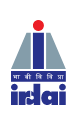 भा बी वि वि प्रा
irdai